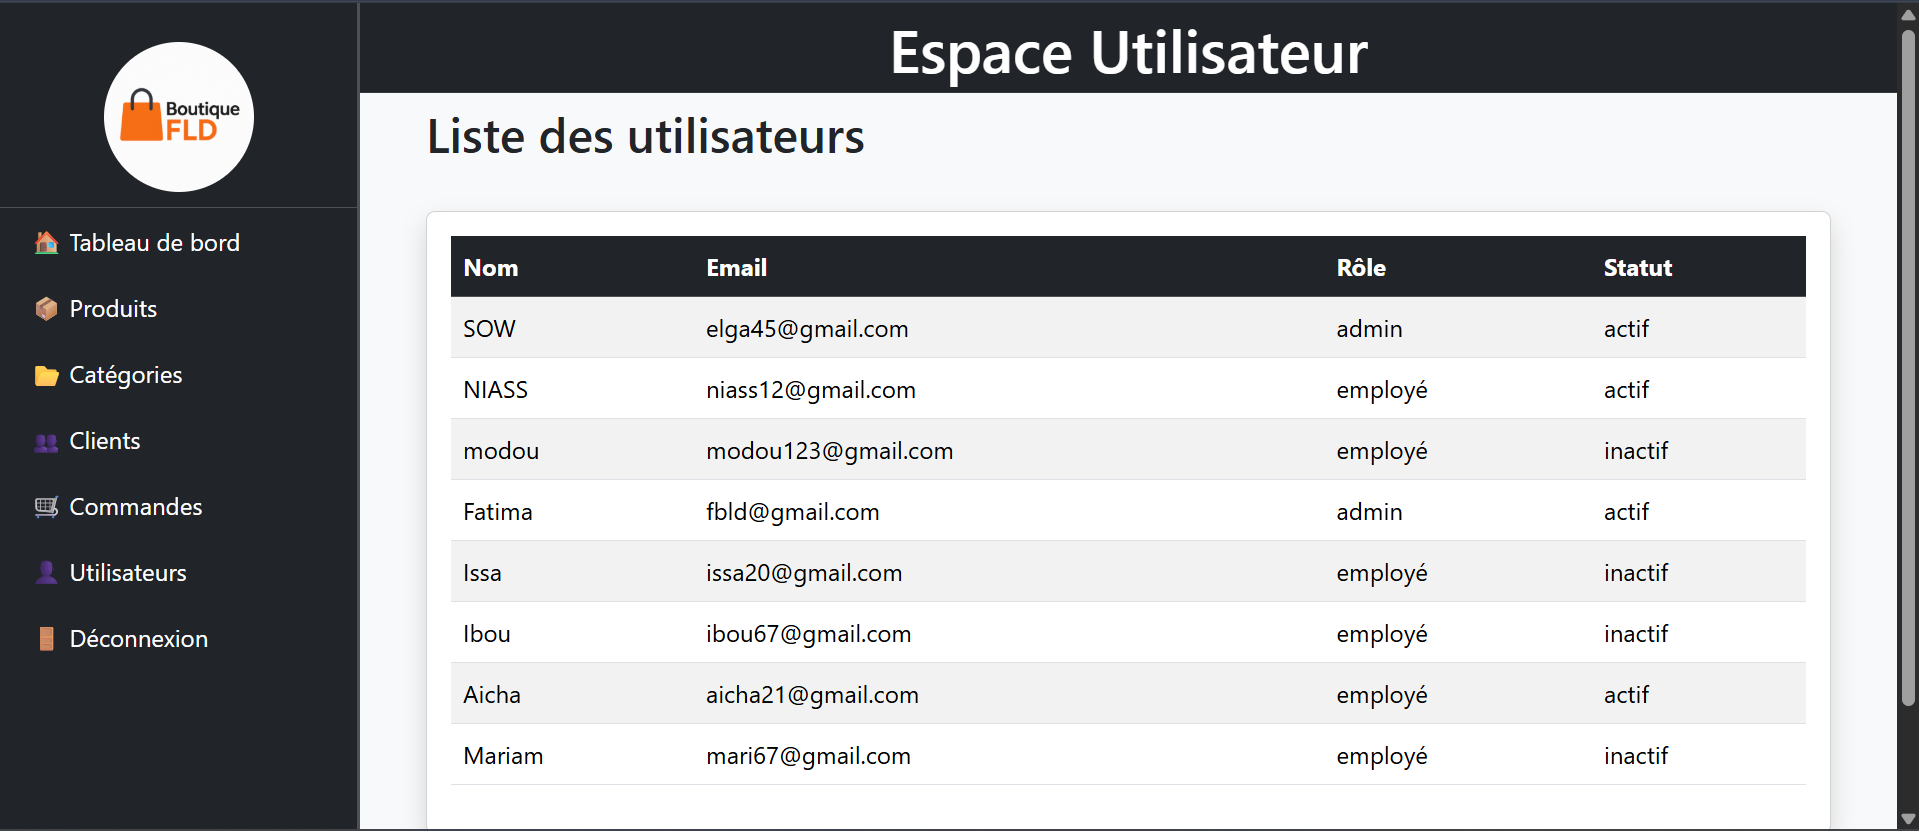 Boutique
FLD
Tableau de bord
Produits
Catégories
Clients
Commandes
Utilisateurs
Déconnexion
Espace Utilisateur
Liste des utilisateurs
Nom Email Rôle Statut
SOW elga45@gmail.com admin actif
NIASS niass12@gmail.com employé actif
modou modou123@gmail.com employé inactif
Fatima fbld@gmail.com admin actif
Issa issa20@gmail.com employé inactif
Ibou ibou67@gmail.com employé inactif
Aicha aicha21@gmail.com employé actif
Mariam mari67@gmail.com employé inactif